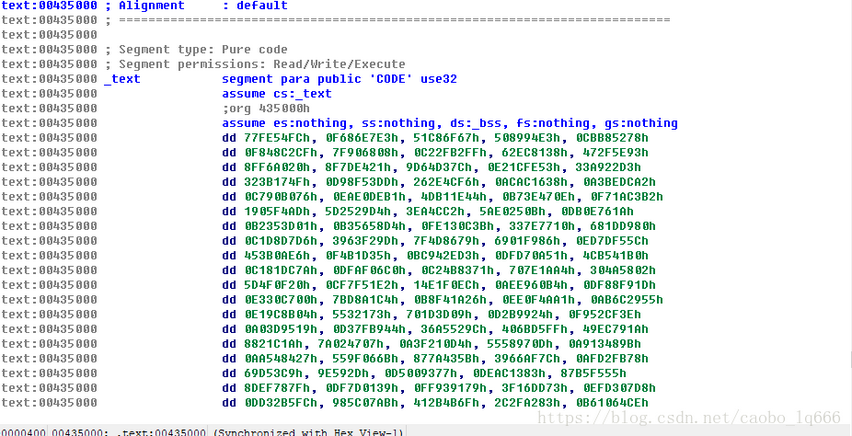 text:00435000 ; Alignment     : default
text:00435000 ; ===========================================================================
text:00435000
text:00435000 ; Segment type: Pure code
text:00435000 ; Segment permissions: Read/Write/Execute
text:00435000 _text           segment para public 'CODE' use32
text:00435000                 assume cs:_text
text:00435000                 ;org 435000h
text:00435000                 assume es:nothing, ss:nothing, ds:_bss, fs:nothing, gs:nothing
text:00435000                 dd 77FE54FCh, 0F686E7E3h, 51C86F67h, 508994E3h, 0CBB85278h
text:00435000                 dd 0F848C2CFh, 7F906808h, 0C22FB2FFh, 62EC8138h, 472F5E93h
text:00435000                 dd 8FF6A020h, 8F7DE421h, 9D64D37Ch, 0E21CFE53h, 33A922D3h
text:00435000                 dd 323B174Fh, 0D98F53DDh, 262E4CF6h, 0ACAC1638h, 0A3BEDCA2h
text:00435000                 dd 0C790B076h, 0EAE0DEB1h, 4DB11E44h, 0B73E470Eh, 0F71AC3B2h
text:00435000                 dd 1905F4ADh, 5D2529D4h, 3EA4CC2h, 5AE0250Bh, 0DB0E761Ah
text:00435000                 dd 0B2353D01h, 0B35658D4h, 0FE130C3Bh, 337E7710h, 681DD980h
text:00435000                 dd 0C1D8D7D6h, 3963F29Dh, 7F4D8679h, 6901F986h, 0ED7DF55Ch
text:00435000                 dd 453B0AE6h, 0F4B1D35h, 0BC942ED3h, 0DFD70A51h, 4CB541B0h
text:00435000                 dd 0C181DC7Ah, 0DFAF06C0h, 0C24B8371h, 707E1AA4h, 304A5802h
text:00435000                 dd 5D4F0F20h, 0CF7F51E2h, 14E1F0ECh, 0AEE960B4h, 0DF88F91Dh
text:00435000                 dd 0E330C700h, 7BD8A1C4h, 0B8F41A26h, 0EE0F4AA1h, 0AB6C2955h
text:00435000                 dd 0E19C8B04h, 5532173h, 701D3D09h, 0D2B9924h, 0F952CF3Eh
text:00435000                 dd 0A03D9519h, 0D37FB944h, 36A5529Ch, 406BD5FFh, 49EC791Ah
text:00435000                 dd 8821C1Ah, 7A024707h, 0A3F210D4h, 5558970Dh, 0A913489Bh
text:00435000                 dd 0AA548427h, 559F066Bh, 877A435Bh, 3966AF7Ch, 0AFD2FB78h
text:00435000                 dd 69D53C9h, 9E592Dh, 0D5009377h, 0DEAC1383h, 87B5F555h
text:00435000                 dd 8DEF787Fh, 0DF7D0139h, 0FF939179h, 3F16DD73h, 0EFD307D8h
text:00435000                 dd 0DD32B5FCh, 985C07ABh, 412B4B6Fh, 2C2FA283h, 0B61064CEh
https://blog.csdn.net/caobo_lq666
0000400 00435000: .text:00435000 (Synchronized with Hex View-1)